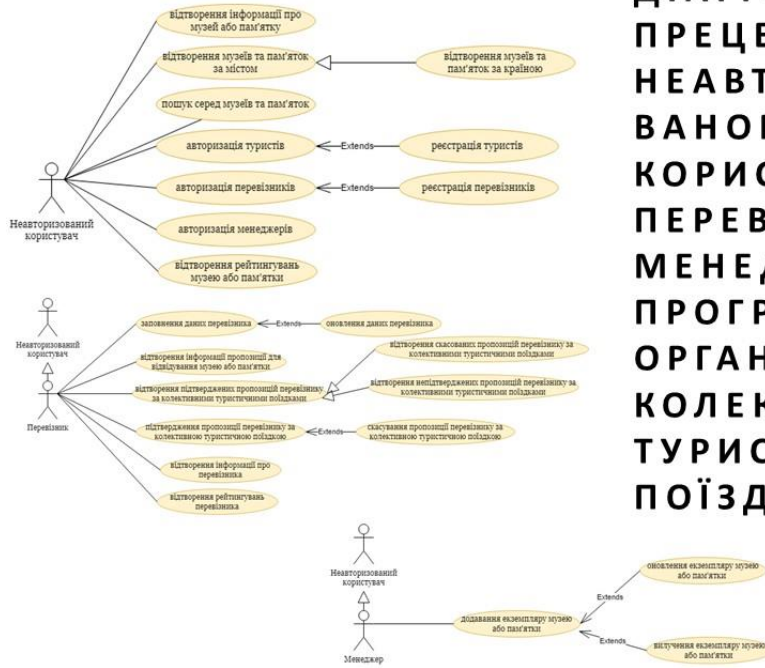 відтворення інформації про
музей або пам'ятку
відтворення музеїв та пам'яток
за містом
відтворення музеїв та
пам'яток за країною
пошук серед музеїв та пам'яток
авторизація туристів
Extends
реєстрація туристів
авторизація перевізників
Extends
реєстрація перевізників
авторизація менеджерів
відтворення рейтингувань
музею або пам'ятки
Неавторизований
користувач
ПРЕЦЕ
НЕАВТ
ВАНО
КОРИС
ПЕРЕВ
МЕНЕД
ПРОГР
ОРГАН
КОЛЕК
ТУРИС
ПОЇЗД
Неавторизований
користувач
Перевізник
заповнення даних перевізника
Extends
оновлення даних перевізника
відтворення інформації пропозиції для
відвідування музею або пам'ятки
відтворення скасованих пропозицій перевізнику за
колективними туристичними поїздками
відтворення підтверджених пропозицій перевізнику
за колективними туристичними поїздками
відтворення непідтверджених пропозицій перевізнику за
колективними туристичними поїздками
підтвердження пропозиції перевізнику за
колективною туристичною поїздкою
Extends
скасування пропозиції перевізнику за
колективною туристичною поїздкою
відтворення інформації про
перевізника
відтворення рейтингувань
перевізника
Неавторизований
користувач
Менеджер
додавання екземпляру музею
або пам'ятки
Extends
оновлення екземпляру музею
або пам'ятки
Extends
вилучення екземпляру музею
або пам'ятки